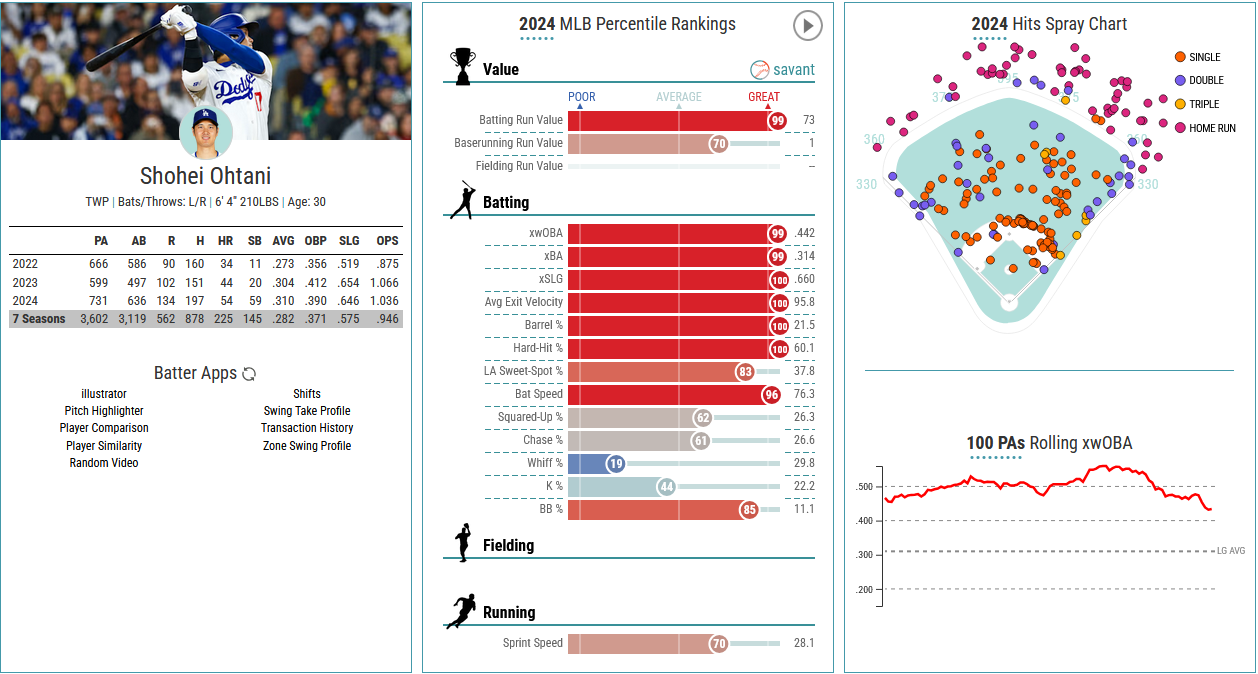 Dodgers
17
Shohei Ohtani
TWP | Bats/Throws: L/R | 6' 4" 210LBS | Age: 30
PA AB R H HR SB AVG OBP SLG OPS
2022 666 586 90 160 34 11 .273 .356 .519 .875
2023 599 497 102 151 44 20 .304 .412 .654 1.066
2024 731 636 134 197 54 59 .310 .390 .646 1.036
7 Seasons 3,602 3,119 562 878 225 145 .282 .371 .575 .946
Batter Apps
illustrator Shifts
Pitch Highlighter Swing Take Profile
Player Comparison Transaction History
Player Similarity Zone Swing Profile
Random Video
2024 MLB Percentile Rankings
Value savant
POOR AVERAGE GREAT
Batting Run Value 99 73
Baserunning Run Value 70 1
Fielding Run Value --
Batting
xwOBA 99 .442
xBA 99 .314
xSLG 100 .660
Avg Exit Velocity 100 95.8
Barrel % 100 21.5
Hard-Hit % 100 60.1
LA Sweet-Spot % 83 37.8
Bat Speed 96 76.3
Squared-Up % 62 26.3
Chase % 61 26.6
Whiff % 19 29.8
K % 44 22.2
BB % 85 11.1
Fielding
Running
Sprint Speed 70 28.1
2024 Hits Spray Chart
SINGLE
DOUBLE
TRIPLE
HOME RUN
360 360
330 330
100 PAs Rolling xwOBA
.500
.400
.300 LG AVG
.200